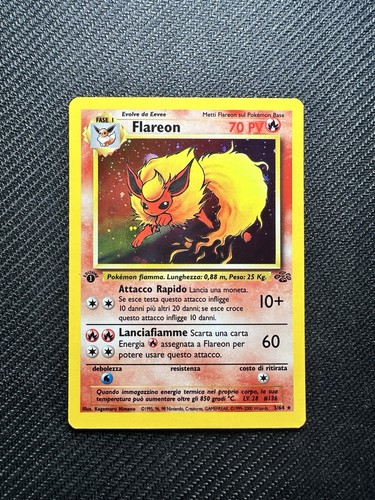 Evolve da Eevee
Metti Flareon sul Pokémon Base
FASE 1
Flareon
70 PV
Pokémon fiamma. Lunghezza: 0,88 m, Peso: 25 Kg.
Attacco Rapido Lancia una moneta.
Se esce testa questo attacco infligge
10 danni più altri 20 danni; se esce croce
questo attacco infligge 10 danni.
10+
Lanciafiamme Scarta una carta
Energia assegnata a Flareon per
potere usare questo attacco.
60
debolezza
resistenza
costo di ritirata
Quando immagazzina energia termica nel proprio corpo, la sua
temperatura può aumentare oltre gli 850 gradi °C. LV. 28 #136
Illus. Kagemaru Himeno
©1995, 96, 98 Nintendo, Creatures, GAMEFREAK. ©1999-2000 Wizards.
3/64 ★